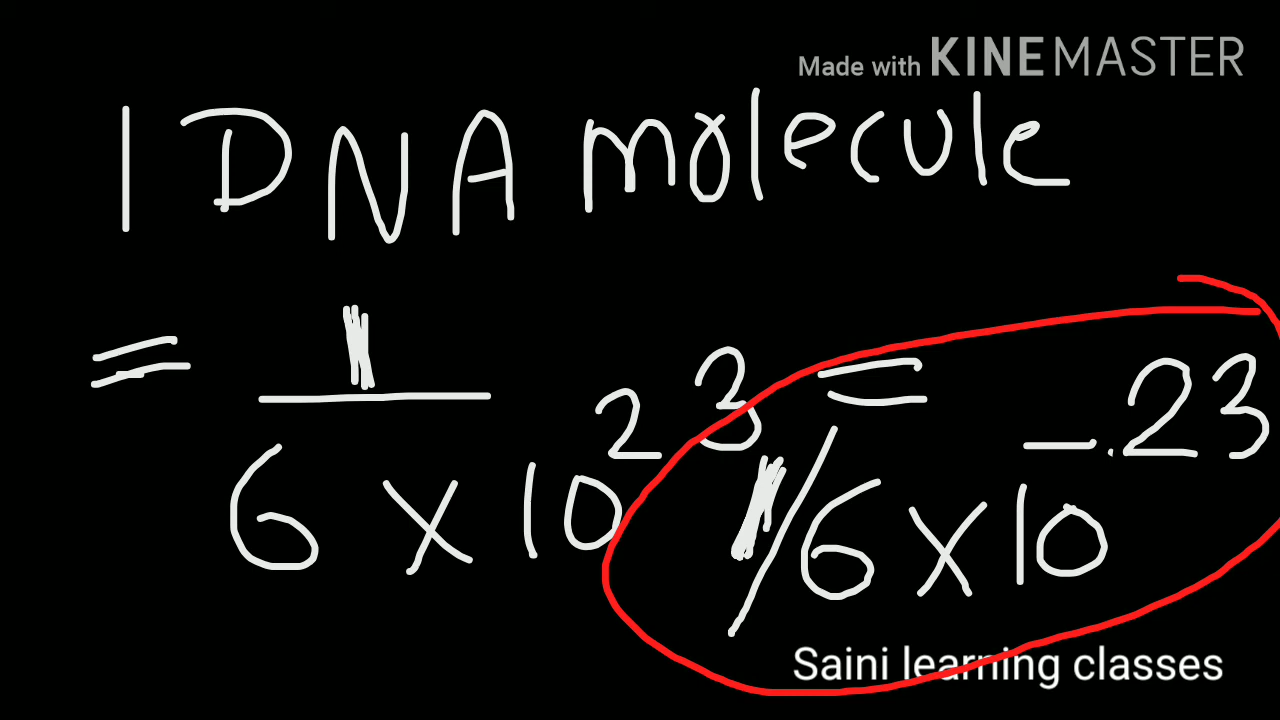 Made with KINEMASTER
1 DNA molecule
= 1 / 6 x 10^23 = 1/6 x 10^-23
Saini learning classes